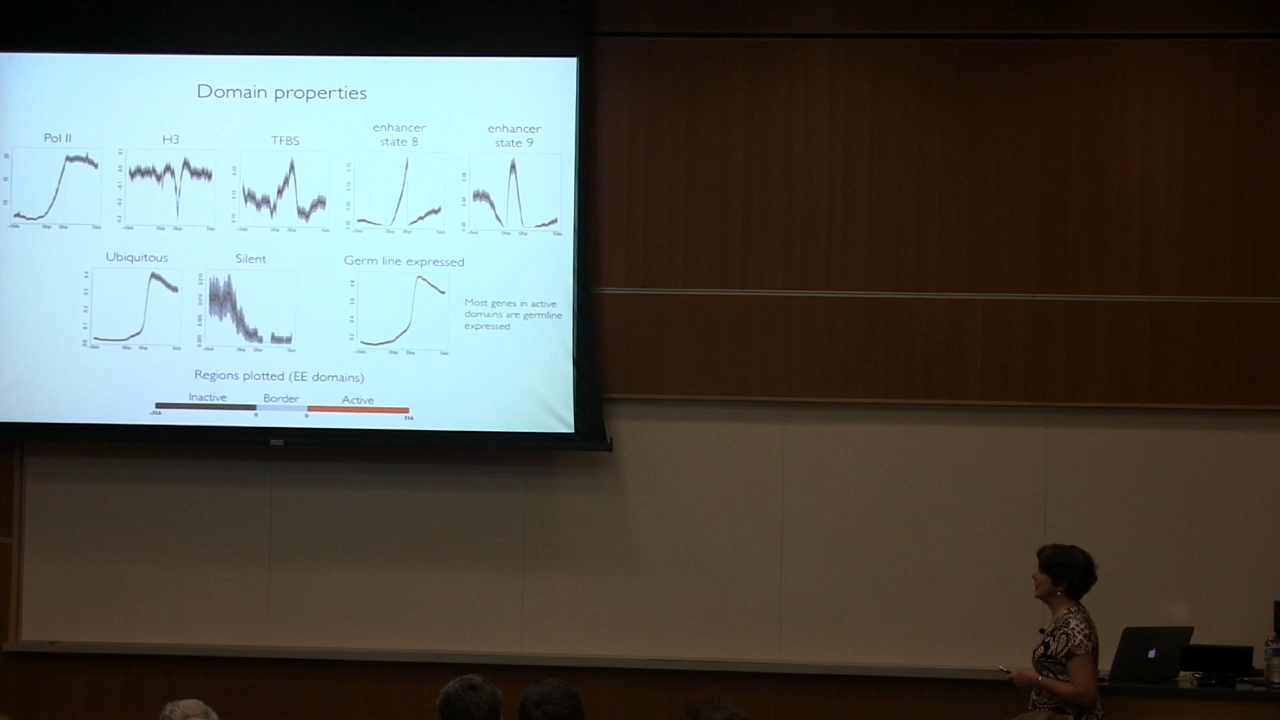 Domain properties
Pol II
H3
TFBS
enhancer
state 8
enhancer
state 9
Ubiquitous
Silent
Germ line expressed
Most genes in active
domains are germline
expressed
Regions plotted (EE domains)
Inactive
Border
Active